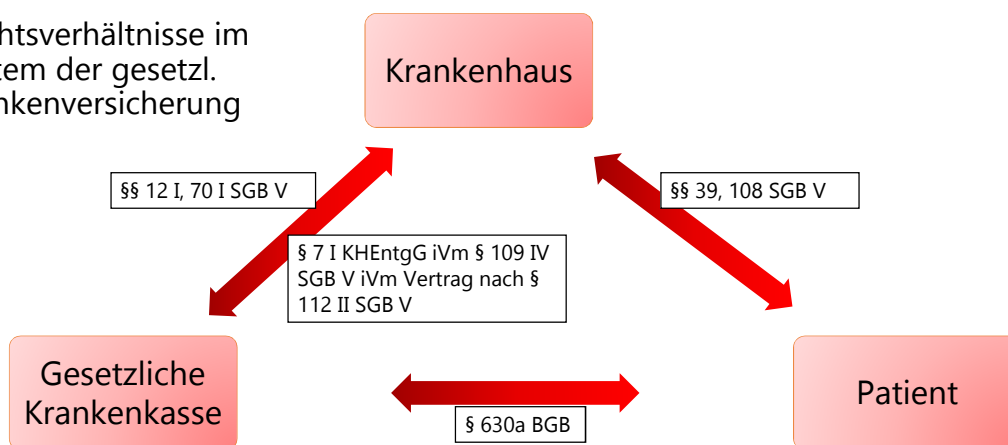 htsverhältnisse im
tem der gesetzl.
nkenversicherung
Krankenhaus
§§ 12 I, 70 I SGB V
§§ 39, 108 SGB V
§ 7 I KHEntgG iVm § 109 IV
SGB V iVm Vertrag nach §
112 II SGB V
Gesetzliche
Krankenkasse
Patient
§ 630a BGB